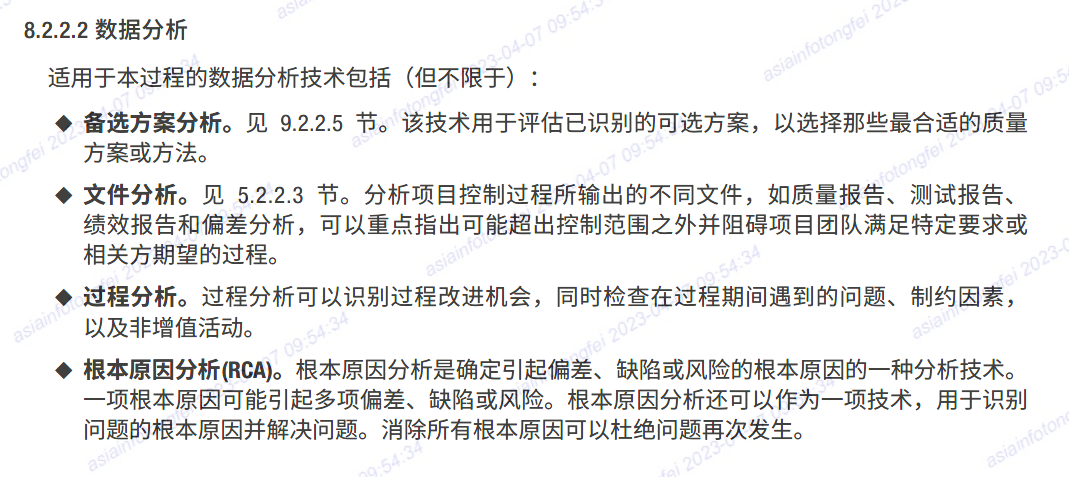 8.2.2.2 数据分析
适用于本过程的数据分析技术包括（但不限于）：
◆ 备选方案分析。见 9.2.2.5 节。该技术用于评估已识别的可选方案，以选择那些最合适的质量
方案或方法。
◆ 文件分析。见 5.2.2.3 节。分析项目控制过程所输出的不同文件，如质量报告、测试报告、
绩效报告和偏差分析，可以重点指出可能超出控制范围之外并阻碍项目团队满足特定要求或
相关方期望的过程。
◆ 过程分析。过程分析可以识别过程改进机会，同时检查在过程期间遇到的问题、制约因素，
以及非增值活动。
◆ 根本原因分析(RCA)。根本原因分析是确定引起偏差、缺陷或风险的根本原因的一种分析技术。
一项根本原因可能引起多项偏差、缺陷或风险。根本原因分析还可以作为一项技术，用于识别
问题的根本原因并解决问题。消除所有根本原因可以杜绝问题再次发生。
asiainfotongfei 2023-04-07 09:54:34